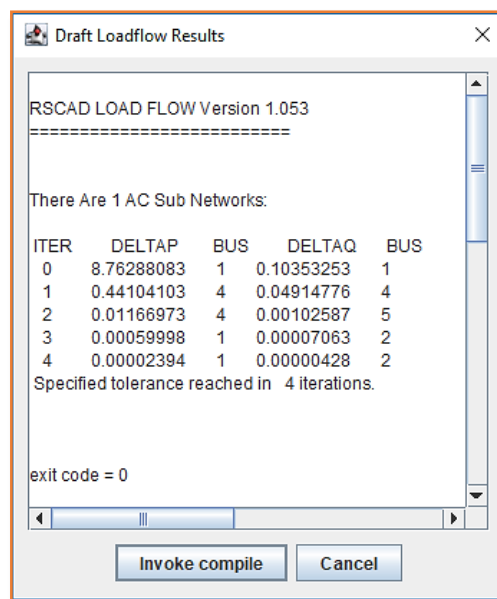 Draft Loadflow Results
RSCAD LOAD FLOW Version 1.053
==========================
There Are 1 AC Sub Networks:
ITER DELTAP BUS DELTAQ BUS
0 8.76288083 1 0.10353253 1
1 0.44104103 4 0.04914776 4
2 0.01166973 4 0.00102587 5
3 0.00059998 1 0.00007063 2
4 0.00002394 1 0.00000428 2
Specified tolerance reached in 4 iterations.
exit code = 0
Invoke compile Cancel